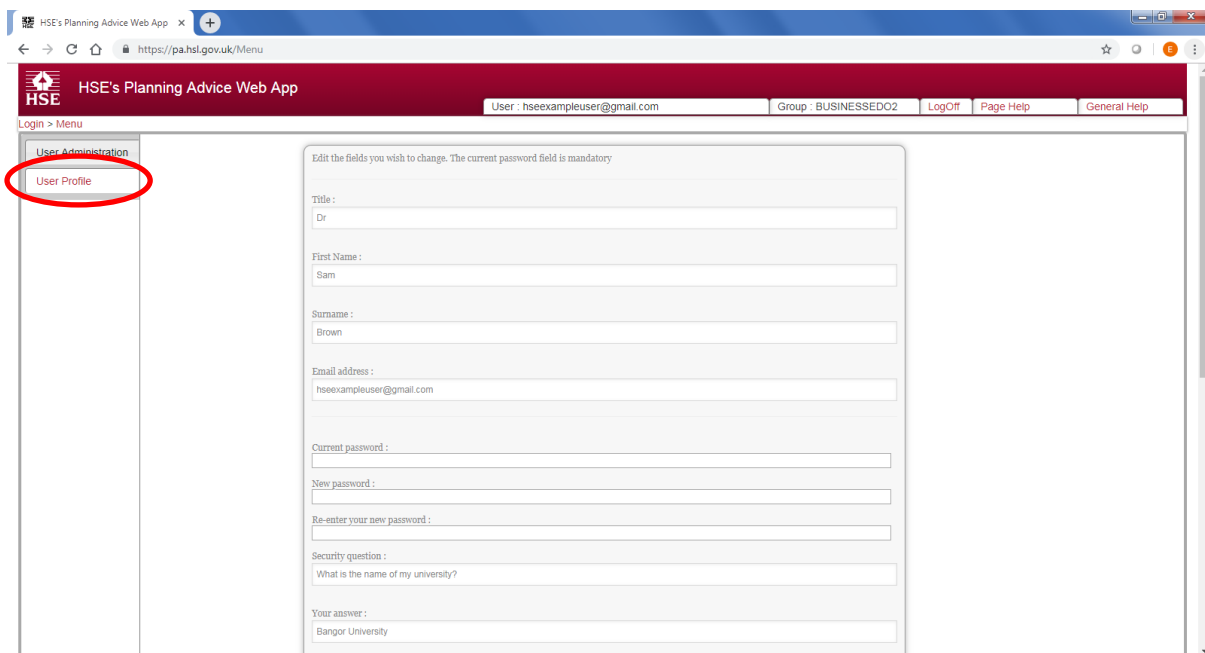 HSE's Planning Advice Web App
https://pa.hsl.gov.uk/Menu
E
HSE
HSE's Planning Advice Web App
User : hseexampleuser@gmail.com Group : BUSINESSEDO2 LogOff Page Help General Help
Login > Menu
User Administration
User Profile
Edit the fields you wish to change. The current password field is mandatory
Title :
Dr
First Name :
Sam
Surname :
Brown
Email address :
hseexampleuser@gmail.com
Current password :
New password :
Re-enter your new password :
Security question :
What is the name of my university?
Your answer :
Bangor University